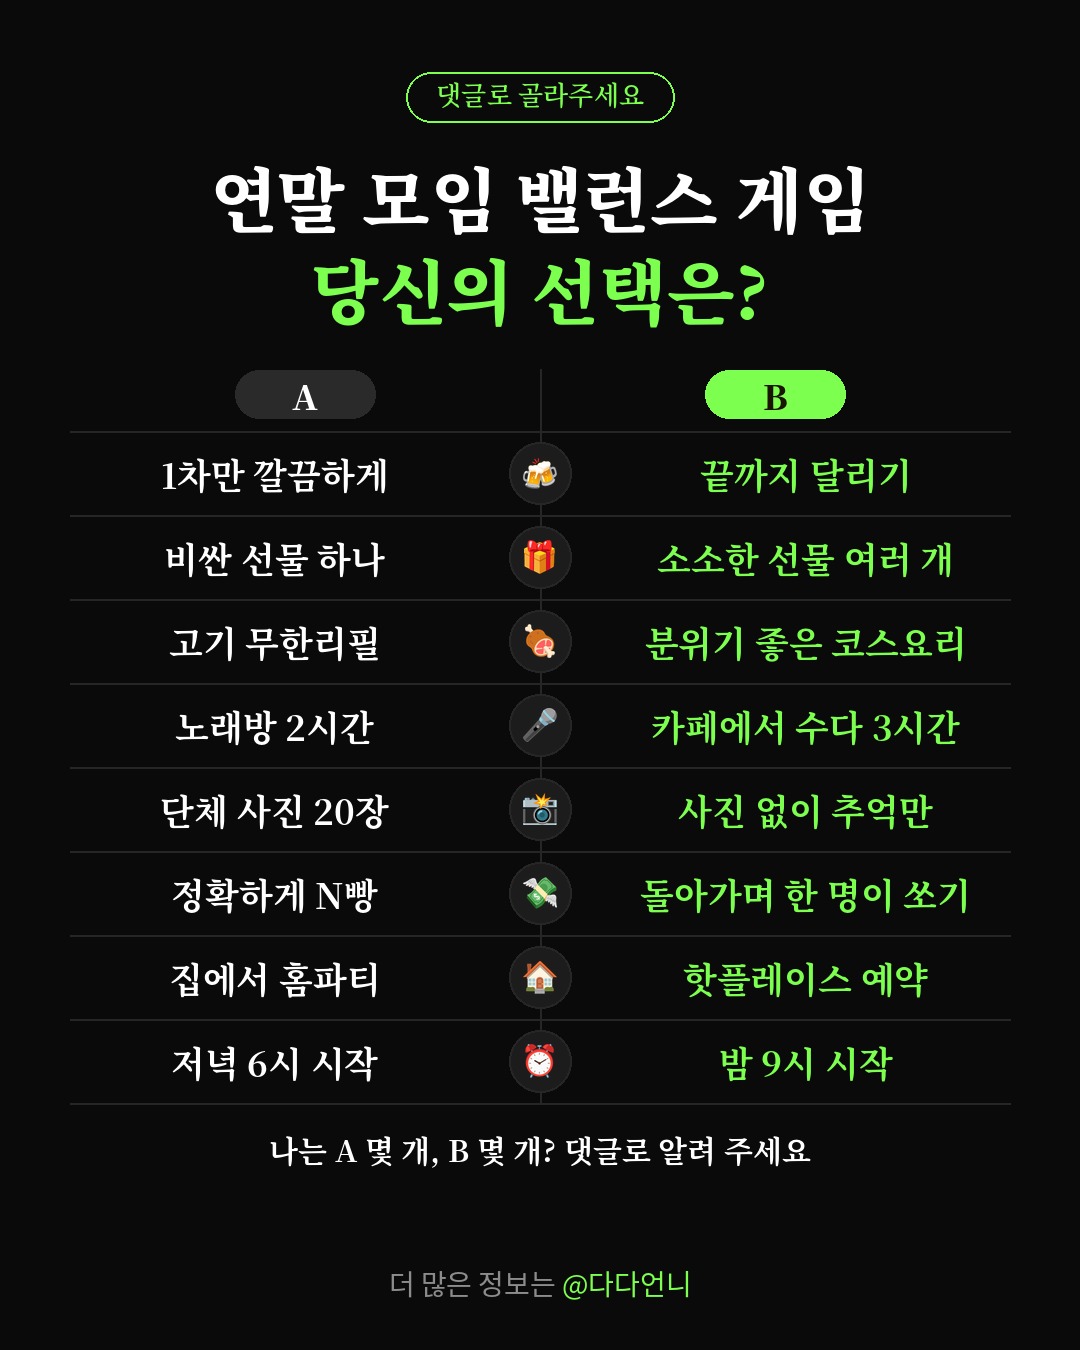 댓글로 골라주세요
연말 모임 밸런스 게임
당신의 선택은?
A B
1차만 깔끔하게 끝까지 달리기
비싼 선물 하나 소소한 선물 여러 개
고기 무한리필 분위기 좋은 코스요리
노래방 2시간 카페에서 수다 3시간
단체 사진 20장 사진 없이 추억만
정확하게 N빵 돌아가며 한 명이 쏘기
집에서 홈파티 핫플레이스 예약
저녁 6시 시작 밤 9시 시작
나는 A 몇 개, B 몇 개? 댓글로 알려 주세요
더 많은 정보는 @다다언니